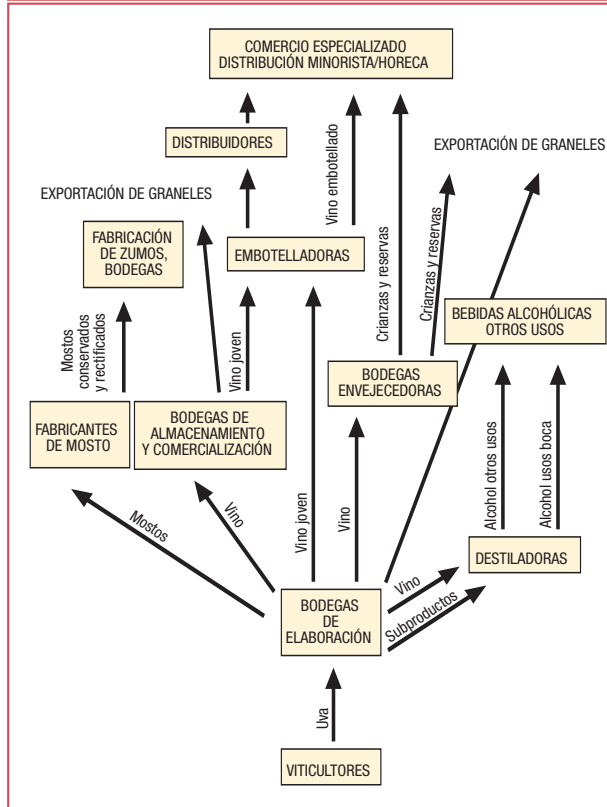 COMERCIO ESPECIALIZADO
DISTRIBUCIÓN MINORISTA/HORECA
DISTRIBUIDORES
Vino embotellado
EXPORTACIÓN DE GRANELES
EXPORTACIÓN DE GRANELES
FABRICACIÓN
DE ZUMOS,
BODEGAS
EMBOTELLADORAS
Crianzas y reservas
Crianzas y reservas
BEBIDAS ALCOHÓLICAS
OTROS USOS
Mostos
conservados
y rectificados
Vino joven
BODEGAS
ENVEJECEDORAS
FABRICANTES
DE MOSTO
BODEGAS DE
ALMACENAMIENTO
Y COMERCIALIZACIÓN
Alcohol otros usos
Alcohol usos boca
Mostos
Vino
Vino joven
Vino
DESTILADORAS
Vino
Subproductos
BODEGAS
DE
ELABORACIÓN
Uva
VITICULTORES